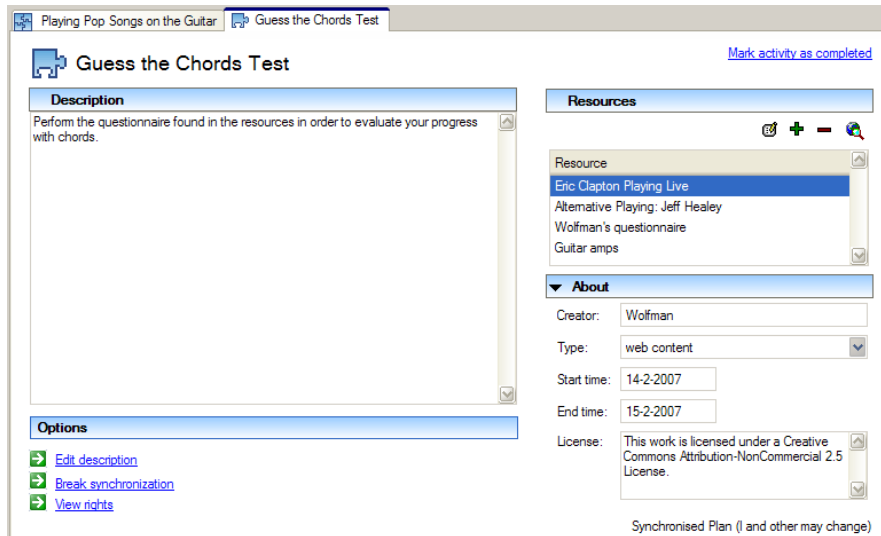 Playing Pop Songs on the Guitar
Guess the Chords Test
Guess the Chords Test
Mark activity as completed
Description
Perform the questionnaire found in the resources in order to evaluate your progress
with chords.
Options
Edit description
Break synchronization
View rights
Resources
Resource
Eric Clapton Playing Live
Alternative Playing: Jeff Healey
Wolfman's questionnaire
Guitar amps
About
Creator: Wolfman
Type: web content
Start time: 14-2-2007
End time: 15-2-2007
License: This work is licensed under a Creative
Commons Attribution-NonCommercial 2.5
License.
Synchronised Plan (I and other may change)